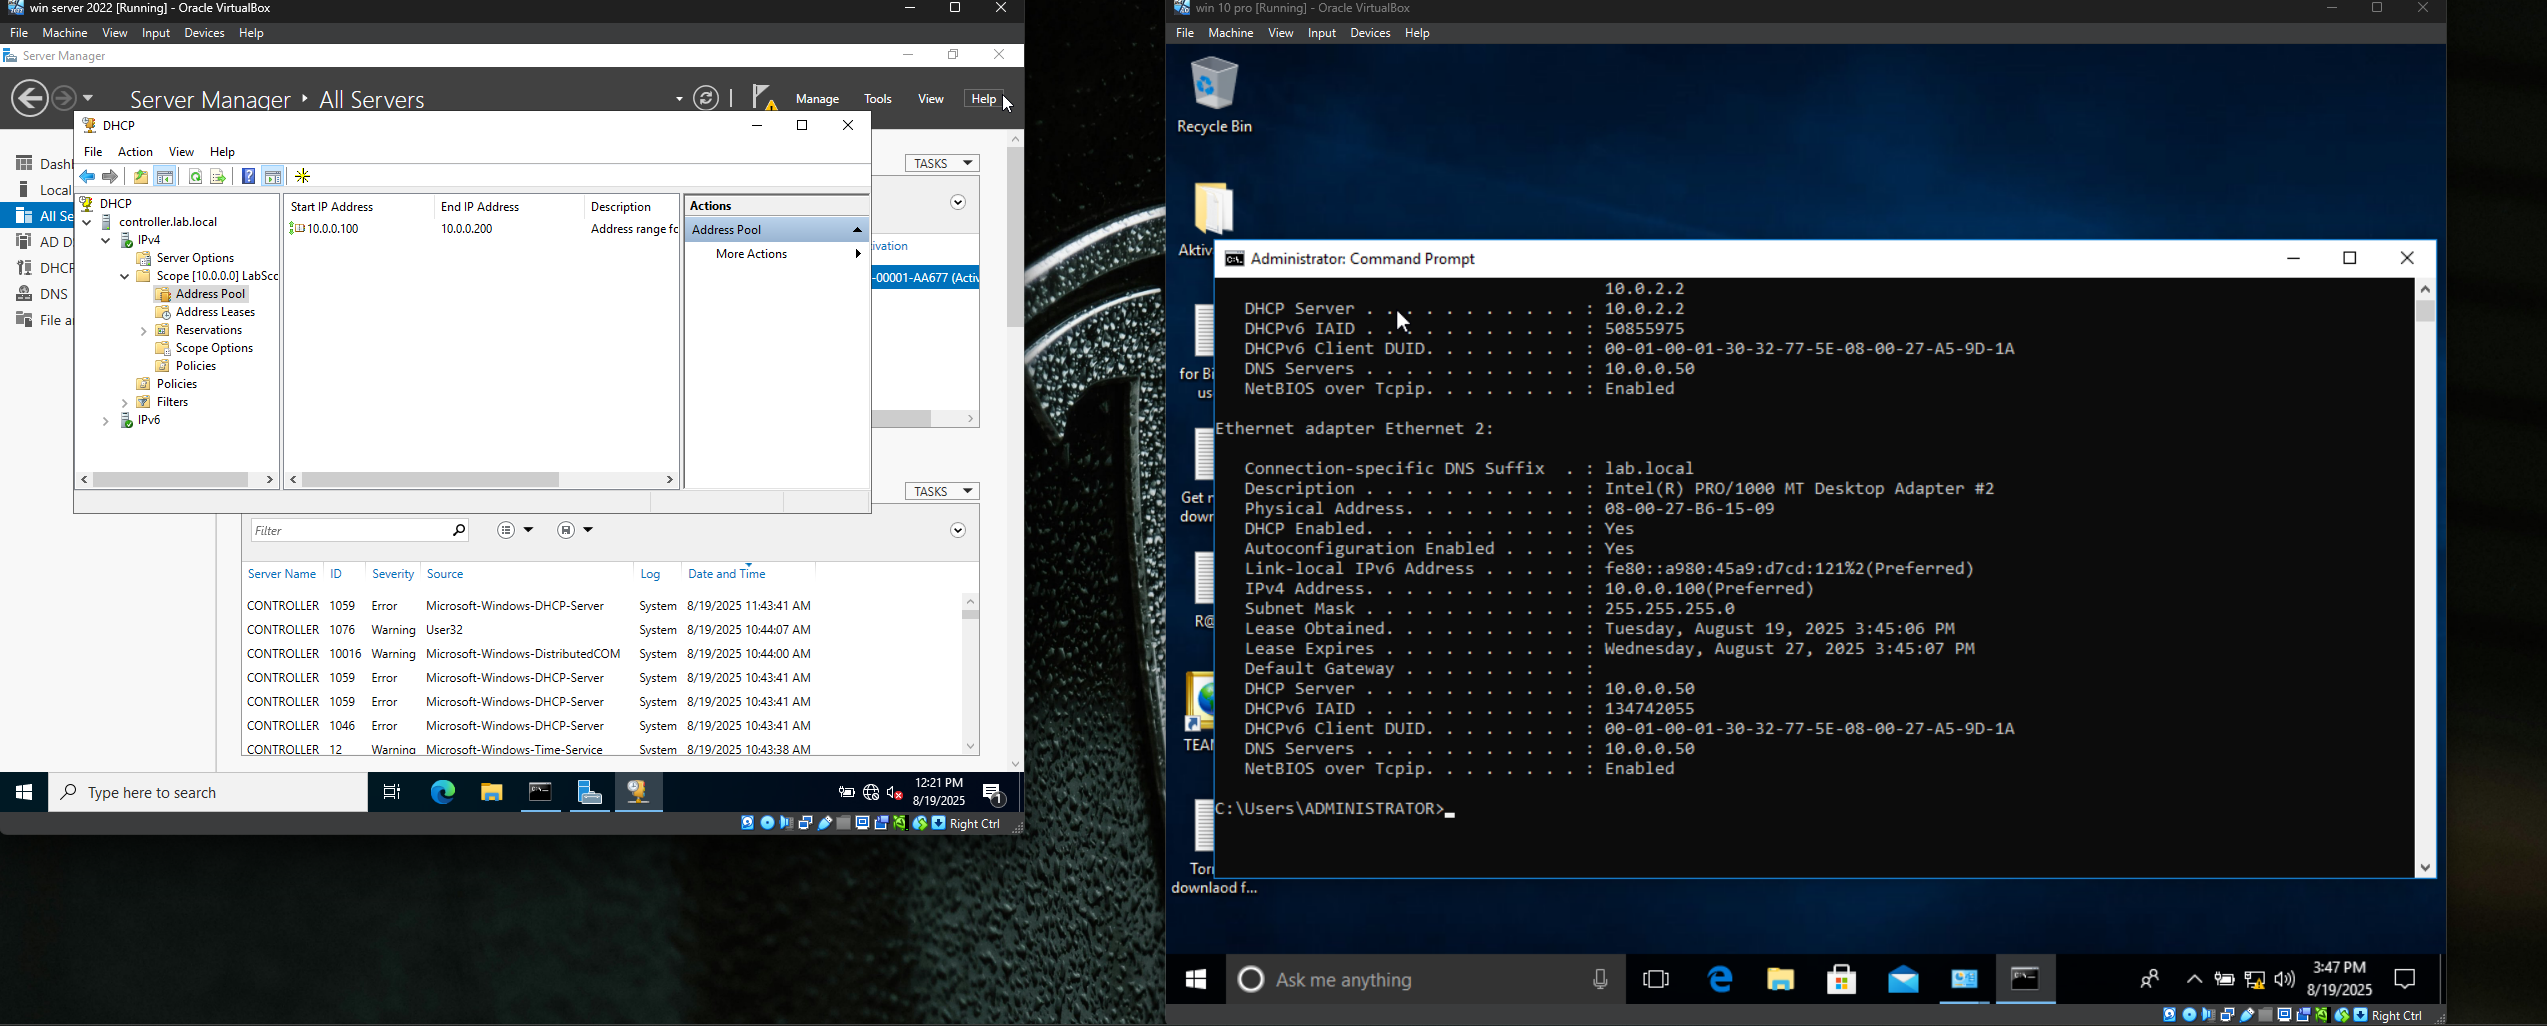 win server 2022 [Running] - Oracle VirtualBox
File Machine View Input Devices Help
Server Manager
Server Manager ‣ All Servers
Manage Tools View Help
DHCP
File Action View Help
DHCP
controller.lab.local
IPv4
Server Options
Scope [10.0.0.0] LabScc
Address Pool
Address Leases
Reservations
Scope Options
Policies
Policies
Filters
IPv6
Start IP Address End IP Address Description
10.0.0.100 10.0.0.200 Address range fo
Actions
Address Pool
More Actions
Dashb
Local
All Se
AD D
DHCP
DNS
File a
TASKS
ivation
-00001-AA677 (Activ
TASKS
Filter
Server Name ID Severity Source Log Date and Time
CONTROLLER 1059 Error Microsoft-Windows-DHCP-Server System 8/19/2025 11:43:41 AM
CONTROLLER 1076 Warning User32 System 8/19/2025 10:44:07 AM
CONTROLLER 10016 Warning Microsoft-Windows-DistributedCOM System 8/19/2025 10:44:00 AM
CONTROLLER 1059 Error Microsoft-Windows-DHCP-Server System 8/19/2025 10:43:41 AM
CONTROLLER 1059 Error Microsoft-Windows-DHCP-Server System 8/19/2025 10:43:41 AM
CONTROLLER 1046 Error Microsoft-Windows-DHCP-Server System 8/19/2025 10:43:41 AM
CONTROLLER 12 Warning Microsoft-Windows-Time-Service System 8/19/2025 10:43:38 AM
Type here to search
12:21 PM
8/19/2025
1
Right Ctrl
win 10 pro [Running] - Oracle VirtualBox
File Machine View Input Devices Help
Recycle Bin
Aktiv
for Bi
us
Get r
dowr
R@
TEAM
Torr
downlaod f...
Administrator: Command Prompt
10.0.2.2
DHCP Server . . . . . . . . . . . : 10.0.2.2
DHCPv6 IAID . . . . . . . . . . . : 50855975
DHCPv6 Client DUID. . . . . . . . : 00-01-00-01-30-32-77-5E-08-00-27-A5-9D-1A
DNS Servers . . . . . . . . . . . : 10.0.0.50
NetBIOS over Tcpip. . . . . . . . : Enabled
Ethernet adapter Ethernet 2:
Connection-specific DNS Suffix . : lab.local
Description . . . . . . . . . . . : Intel(R) PRO/1000 MT Desktop Adapter #2
Physical Address. . . . . . . . . : 08-00-27-B6-15-09
DHCP Enabled. . . . . . . . . . . : Yes
Autoconfiguration Enabled . . . . : Yes
Link-local IPv6 Address . . . . . : fe80::a980:45a9:d7cd:121%2(Preferred)
IPv4 Address. . . . . . . . . . . : 10.0.0.100(Preferred)
Subnet Mask . . . . . . . . . . . : 255.255.255.0
Lease Obtained. . . . . . . . . . : Tuesday, August 19, 2025 3:45:06 PM
Lease Expires . . . . . . . . . . : Wednesday, August 27, 2025 3:45:07 PM
Default Gateway . . . . . . . . . :
DHCP Server . . . . . . . . . . . : 10.0.0.50
DHCPv6 IAID . . . . . . . . . . . : 134742055
DHCPv6 Client DUID. . . . . . . . : 00-01-00-01-30-32-77-5E-08-00-27-A5-9D-1A
DNS Servers . . . . . . . . . . . : 10.0.0.50
NetBIOS over Tcpip. . . . . . . . : Enabled
C:\Users\ADMINISTRATOR>
Ask me anything
3:47 PM
8/19/2025
Right Ctrl